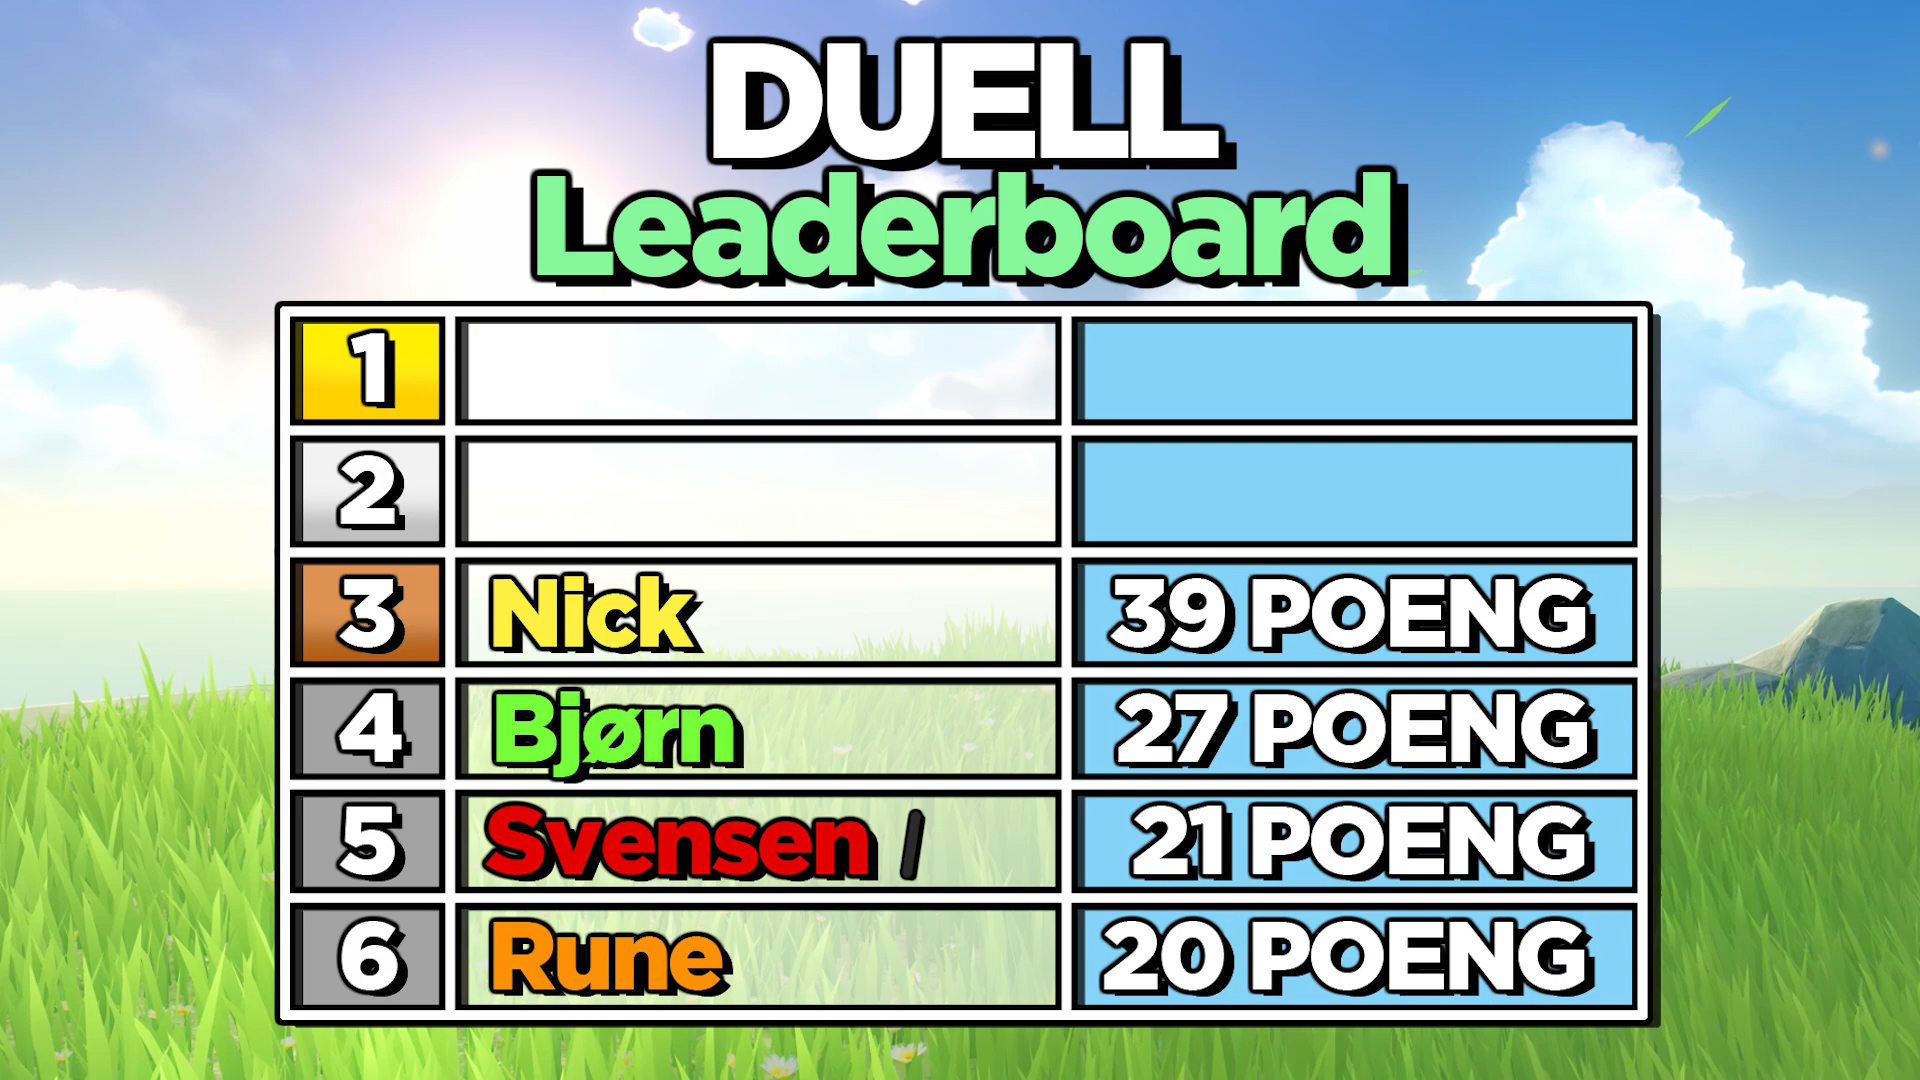 DUELL
Leaderboard
1
2
3 Nick 39 POENG
4 Bjørn 27 POENG
5 Svensen / 21 POENG
6 Rune 20 POENG